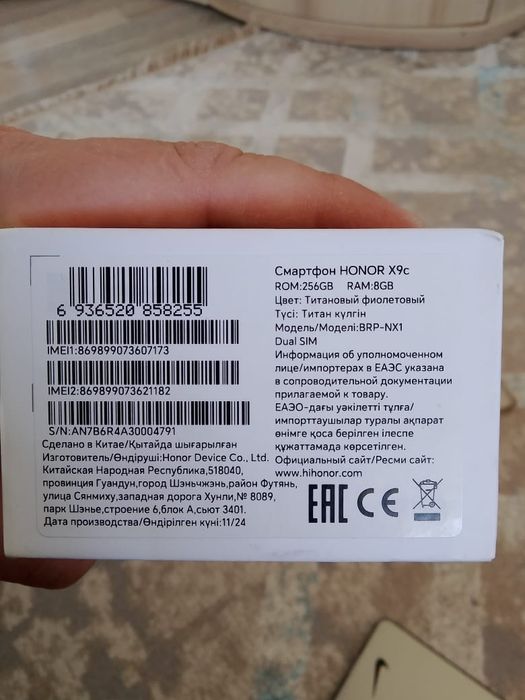 6 936520 858255
IMEI1:869899073607173
IMEI2:869899073621182
S/N:AN7B6R4A30004791
Сделано в Китае/Қытайда шығарылған
Изготовитель/Өндіруші:Honor Device Co., Ltd.
Китайская Народная Республика,518040,
провинция Гуандун,город Шэньчжэнь,район Футянь,
улица Сянмиху,западная дорога Хунли,№ 8089,
парк Шэнье,строение 6,блок А,сьют 3401.
Дата производства/Өндірілген күні:11/24
Смартфон HONOR X9c
ROM:256GB RAM:8GB
Цвет: Титановый фиолетовый
Түсі: Титан күлгін
Модель/Моделі:BRP-NX1
Dual SIM
Информация об уполномоченном
лице/импортерах в ЕАЭС указана
в сопроводительной документации
прилагаемой к товару.
ЕАЭО-дағы уәкілетті тұлға/
импорттаушылар туралы ақпарат
өнімге қоса берілген ілеспе
құжаттамада көрсетілген.
Официальный сайт/Ресми сайт:
www.hihonor.com
EAC CE